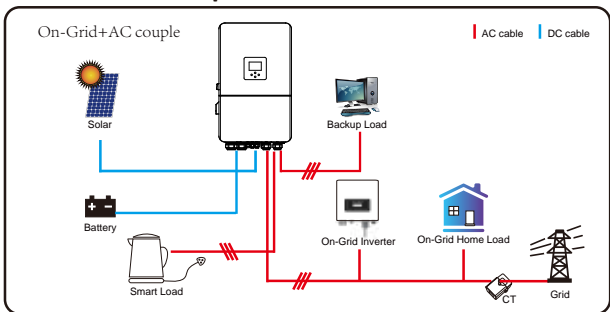 On-Grid+AC couple
AC cable
DC cable
Solar
Backup Load
Battery
On-Grid Inverter
On-Grid Home Load
Smart Load
CT
Grid